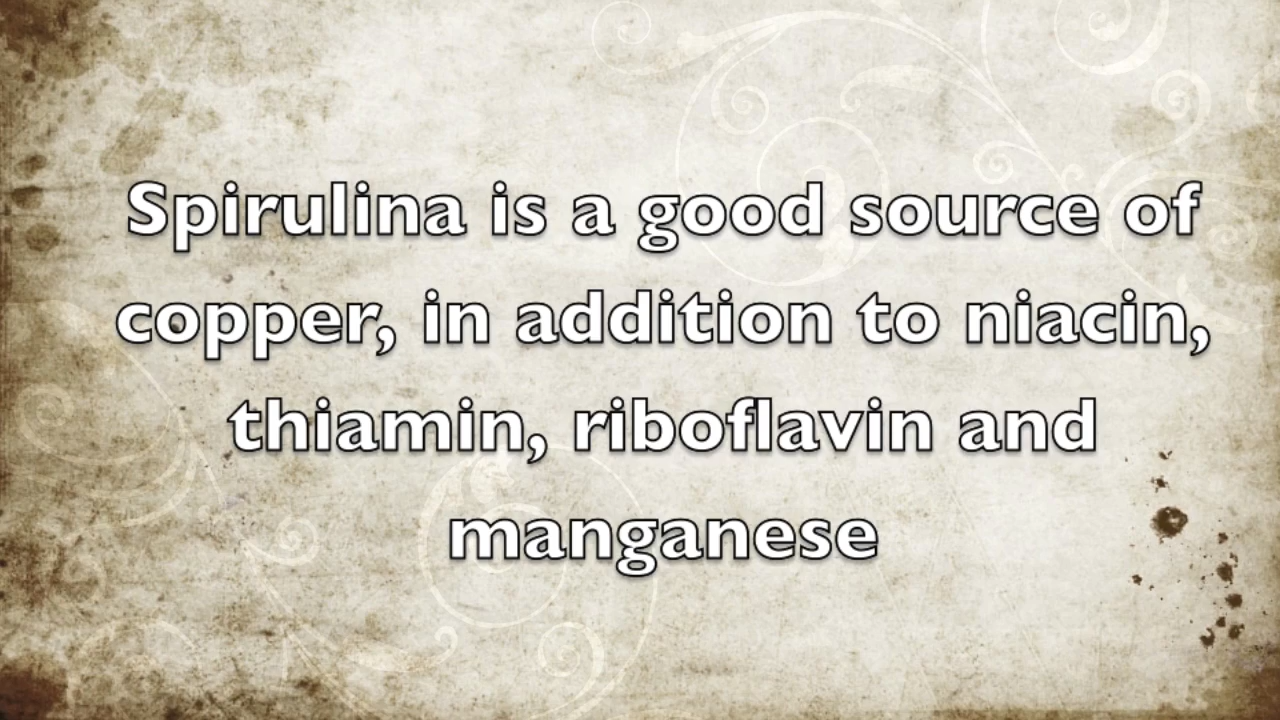 Spirulina is a good source of
copper, in addition to niacin,
thiamin, riboflavin and
manganese